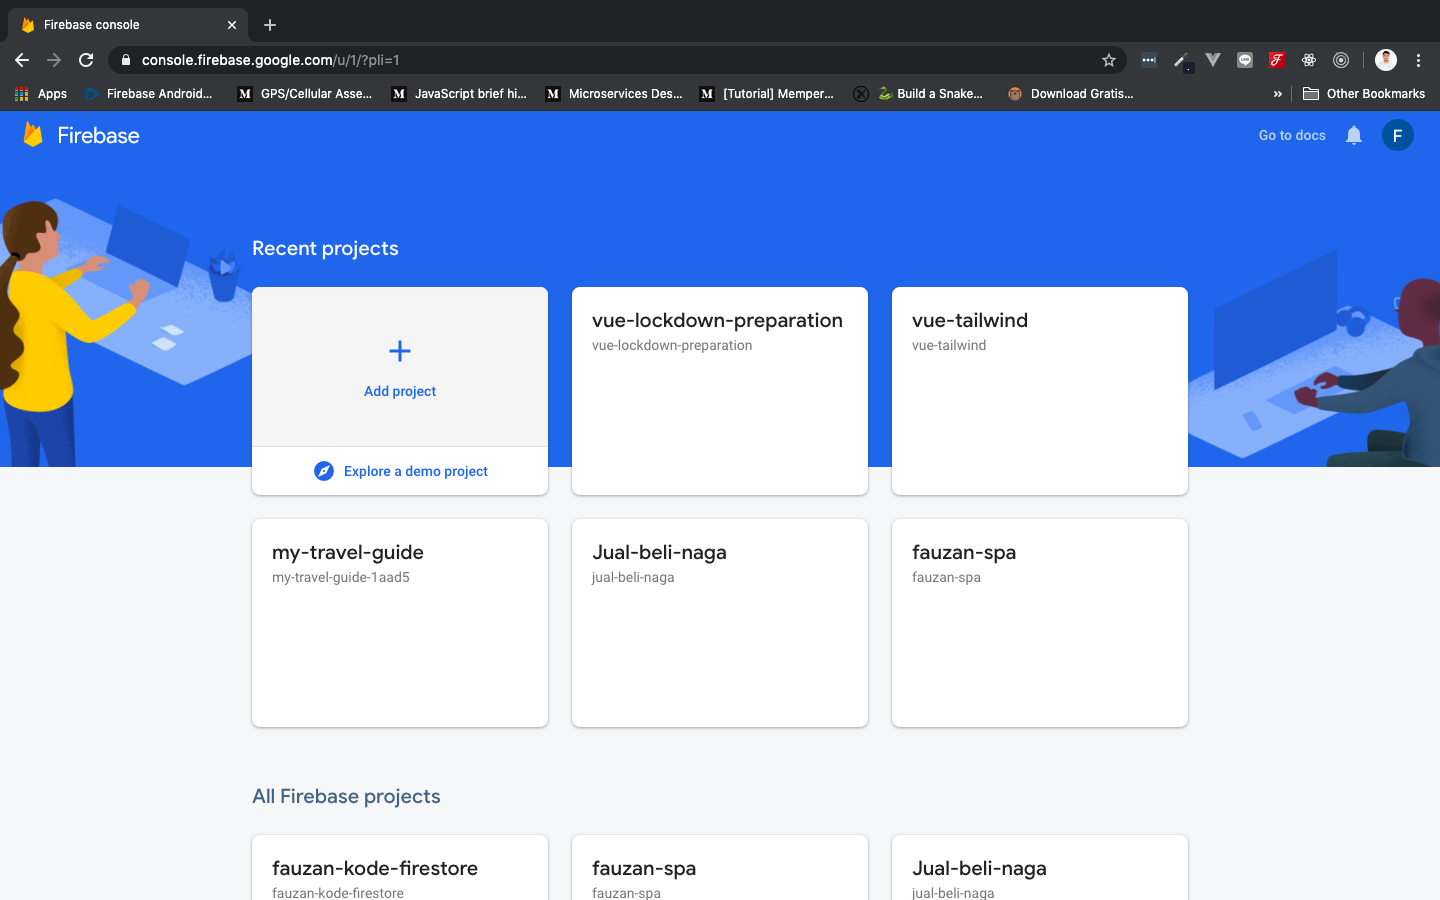 Firebase console
console.firebase.google.com/u/1/?pli=1
Apps
Firebase Android...
M GPS/Cellular Asse...
M JavaScript brief hi...
M Microservices Des...
M [Tutorial] Memper...
Build a Snake...
Download Gratis...
»
Other Bookmarks
Firebase
Go to docs
F
Recent projects
Add project
Explore a demo project
vue-lockdown-preparation
vue-lockdown-preparation
vue-tailwind
vue-tailwind
my-travel-guide
my-travel-guide-1aad5
Jual-beli-naga
jual-beli-naga
fauzan-spa
fauzan-spa
All Firebase projects
fauzan-kode-firestore
fauzan-kode-firestore
fauzan-spa
fauzan-spa
Jual-beli-naga
jual-beli-naga